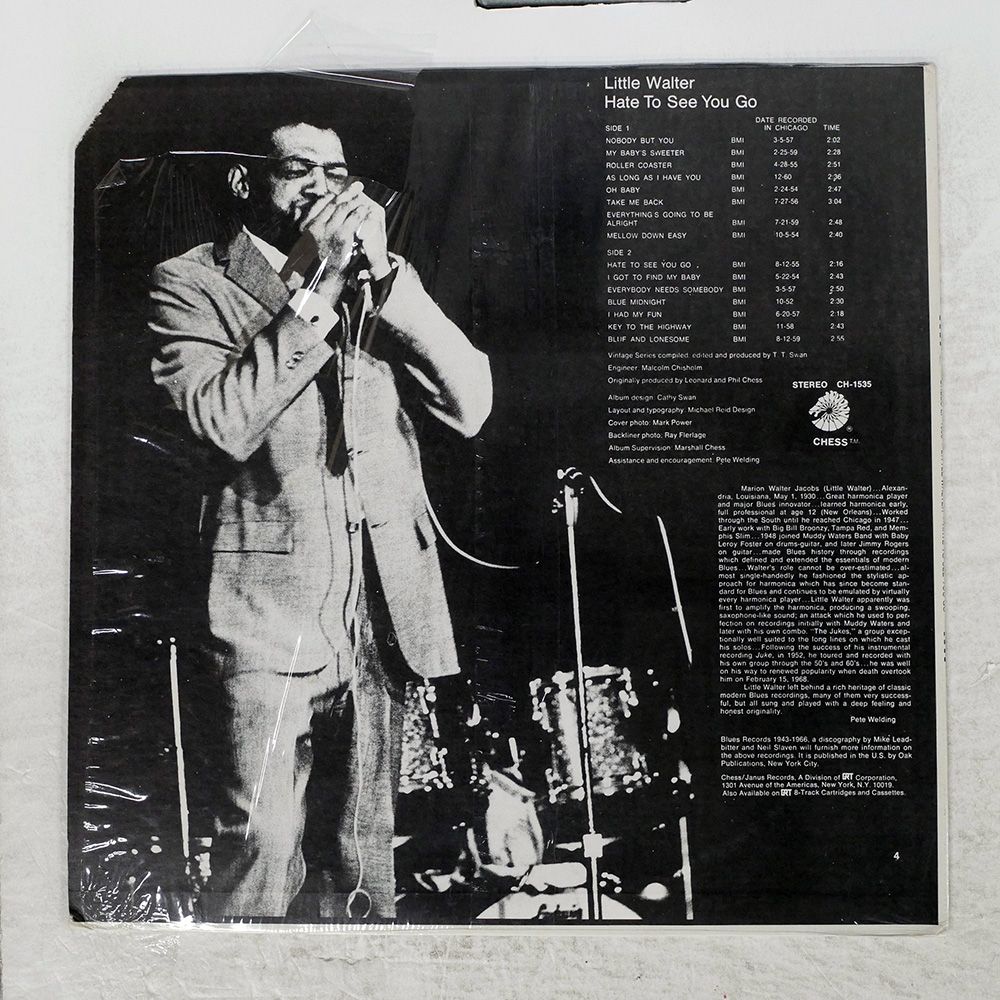 Little Walter
Hate To See You Go
DATE RECORDED
SIDE 1 IN CHICAGO TIME
NOBODY BUT YOU BMI 3-5-57 2:02
MY BABY'S SWEETER BMI 2-25-59 2:28
ROLLER COASTER BMI 4-28-55 2:51
AS LONG AS I HAVE YOU BMI 12-60 2:36
OH BABY BMI 2-24-54 2:47
TAKE ME BACK BMI 7-27-56 3:04
EVERYTHING'S GOING TO BE
ALRIGHT BMI 7-21-59 2:48
MELLOW DOWN EASY BMI 10-5-54 2:40
SIDE 2
HATE TO SEE YOU GO BMI 8-12-55 2:16
I GOT TO FIND MY BABY BMI 5-22-54 2:43
EVERYBODY NEEDS SOMEBODY BMI 3-5-57 2:50
BLUE MIDNIGHT BMI 10-52 2:30
I HAD MY FUN BMI 6-20-57 2:18
KEY TO THE HIGHWAY BMI 11-58 2:43
BLUE AND LONESOME BMI 8-12-59 2:55
Vintage Series compiled, edited and produced by T. T. Swan
Engineer: Malcolm Chisholm
Originally produced by Leonard and Phil Chess
Album design: Cathy Swan
Layout and typography: Michael Reid Design
Cover photo: Mark Power
Backliner photo: Ray Flerlage
Album Supervision: Marshall Chess
Assistance and encouragement: Pete Welding
STEREO CH-1535
®
CHESS T.M.
Marion Walter Jacobs (Little Walter)...Alexan-
dria, Louisiana, May 1, 1930...Great harmonica player
and major Blues innovator...learned harmonica early,
full professional at age 12 (New Orleans)...Worked
through the South until he reached Chicago in 1947...
Early work with Big Bill Broonzy, Tampa Red, and Mem-
phis Slim...1948 joined Muddy Waters Band with Baby
Leroy Foster on drums-guitar, and later Jimmy Rogers
on guitar...made Blues history through recordings
which defined and extended the essentials of modern
Blues...Walter's role cannot be over-estimated...al-
most single-handedly he fashioned the stylistic ap-
proach for harmonica which has since become stan-
dard for Blues and continues to be emulated by virtually
every harmonica player...Little Walter apparently was
first to amplify the harmonica, producing a swooping,
saxophone-like sound; an attack which he used to per-
fection on recordings initially with Muddy Waters and
later with his own combo. "The Jukes," a group excep-
tionally well suited to the long lines on which he cast
his solos...Following the success of his instrumental
recording Juke, in 1952, he toured and recorded with
his own group through the 50's and 60's...he was well
on his way to renewed popularity when death overtook
him on February 15, 1968.
Little Walter left behind a rich heritage of classic
modern Blues recordings, many of them very success-
ful, but all sung and played with a deep feeling and
honest originality.
Pete Welding
Blues Records 1943-1966, a discography by Mike Lead-
bitter and Neil Slaven will furnish more information on
the above recordings. It is published in the U.S. by Oak
Publications, New York City.
Chess/Janus Records, A Division of GRT Corporation,
1301 Avenue of the Americas, New York, N.Y. 10019.
Also Available on GRT 8-Track Cartridges and Cassettes.
4